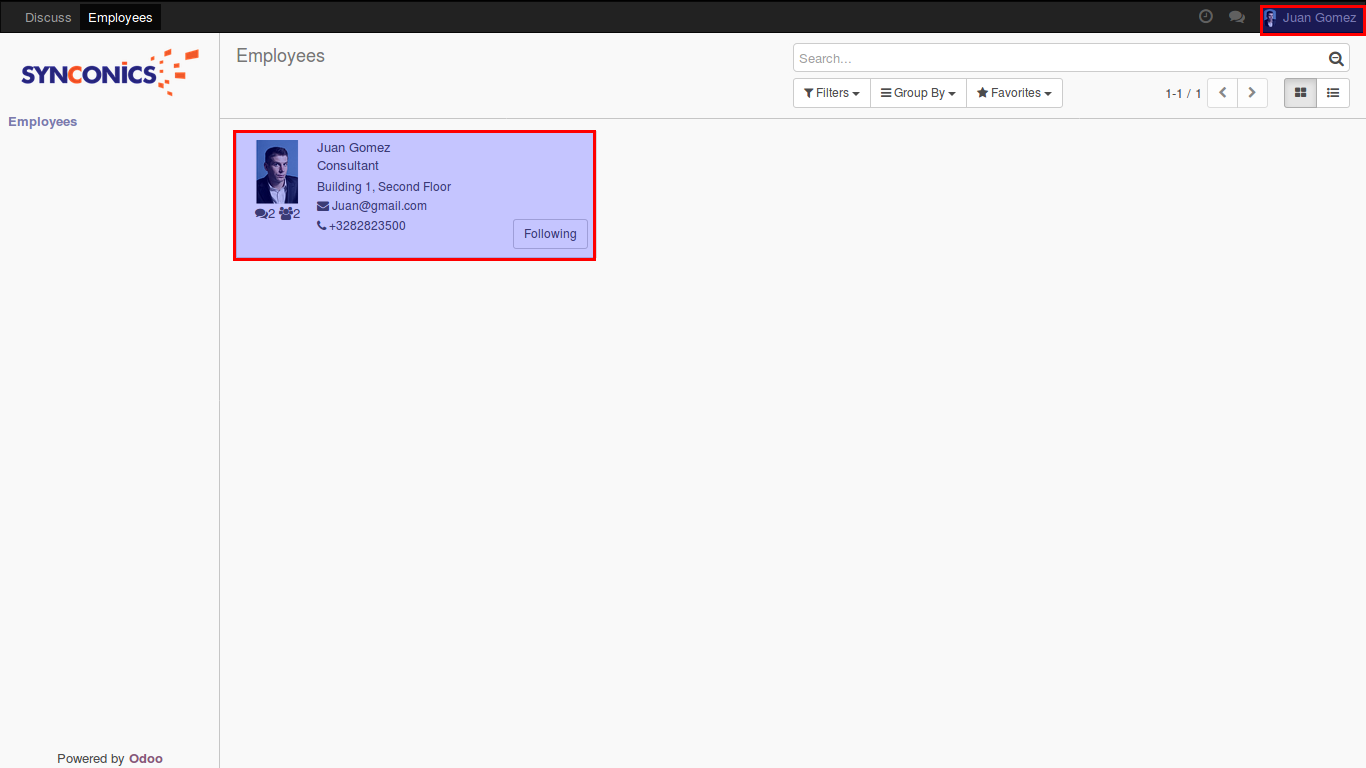 Discuss Employees Juan Gomez
SYNCONICS
Employees
Employees
Search...
Filters Group By Favorites 1-1 / 1
Juan Gomez
Consultant
Building 1, Second Floor
Juan@gmail.com
2 2
+3282823500
Following
Powered by Odoo